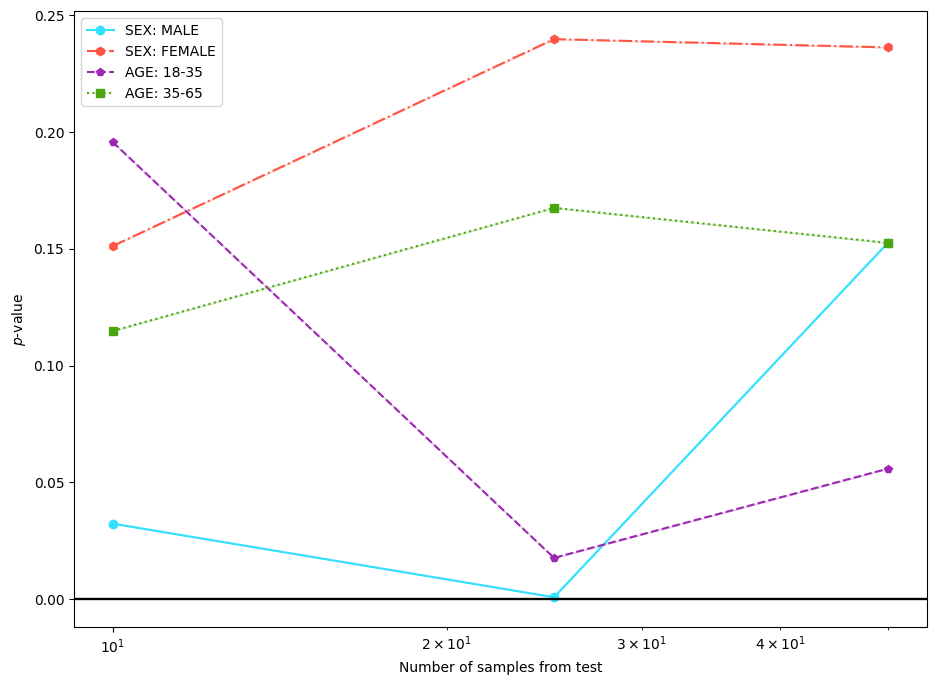 SEX: MALE
SEX: FEMALE
AGE: 18-35
AGE: 35-65
0.25
0.20
0.15
0.10
0.05
0.00
p-value
10¹
2 × 10¹
3 × 10¹
4 × 10¹
Number of samples from test